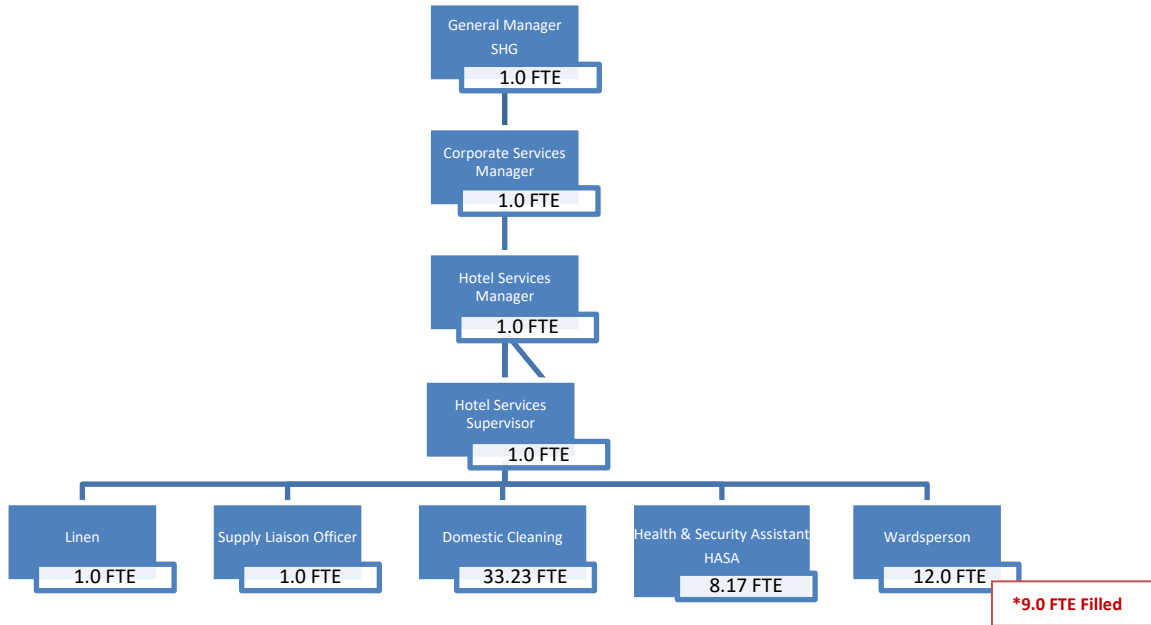 General Manager
SHG
1.0 FTE
Corporate Services
Manager
1.0 FTE
Hotel Services
Manager
1.0 FTE
Hotel Services
Supervisor
1.0 FTE
Linen
1.0 FTE
Supply Liaison Officer
1.0 FTE
Domestic Cleaning
33.23 FTE
Health & Security Assistant
HASA
8.17 FTE
Wardsperson
12.0 FTE
*9.0 FTE Filled